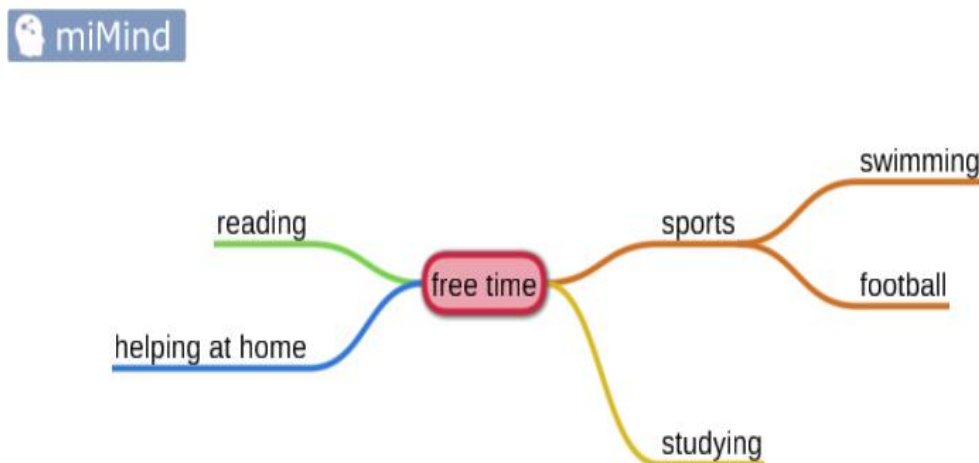 miMind
swimming
reading
sports
free time
football
helping at home
studying